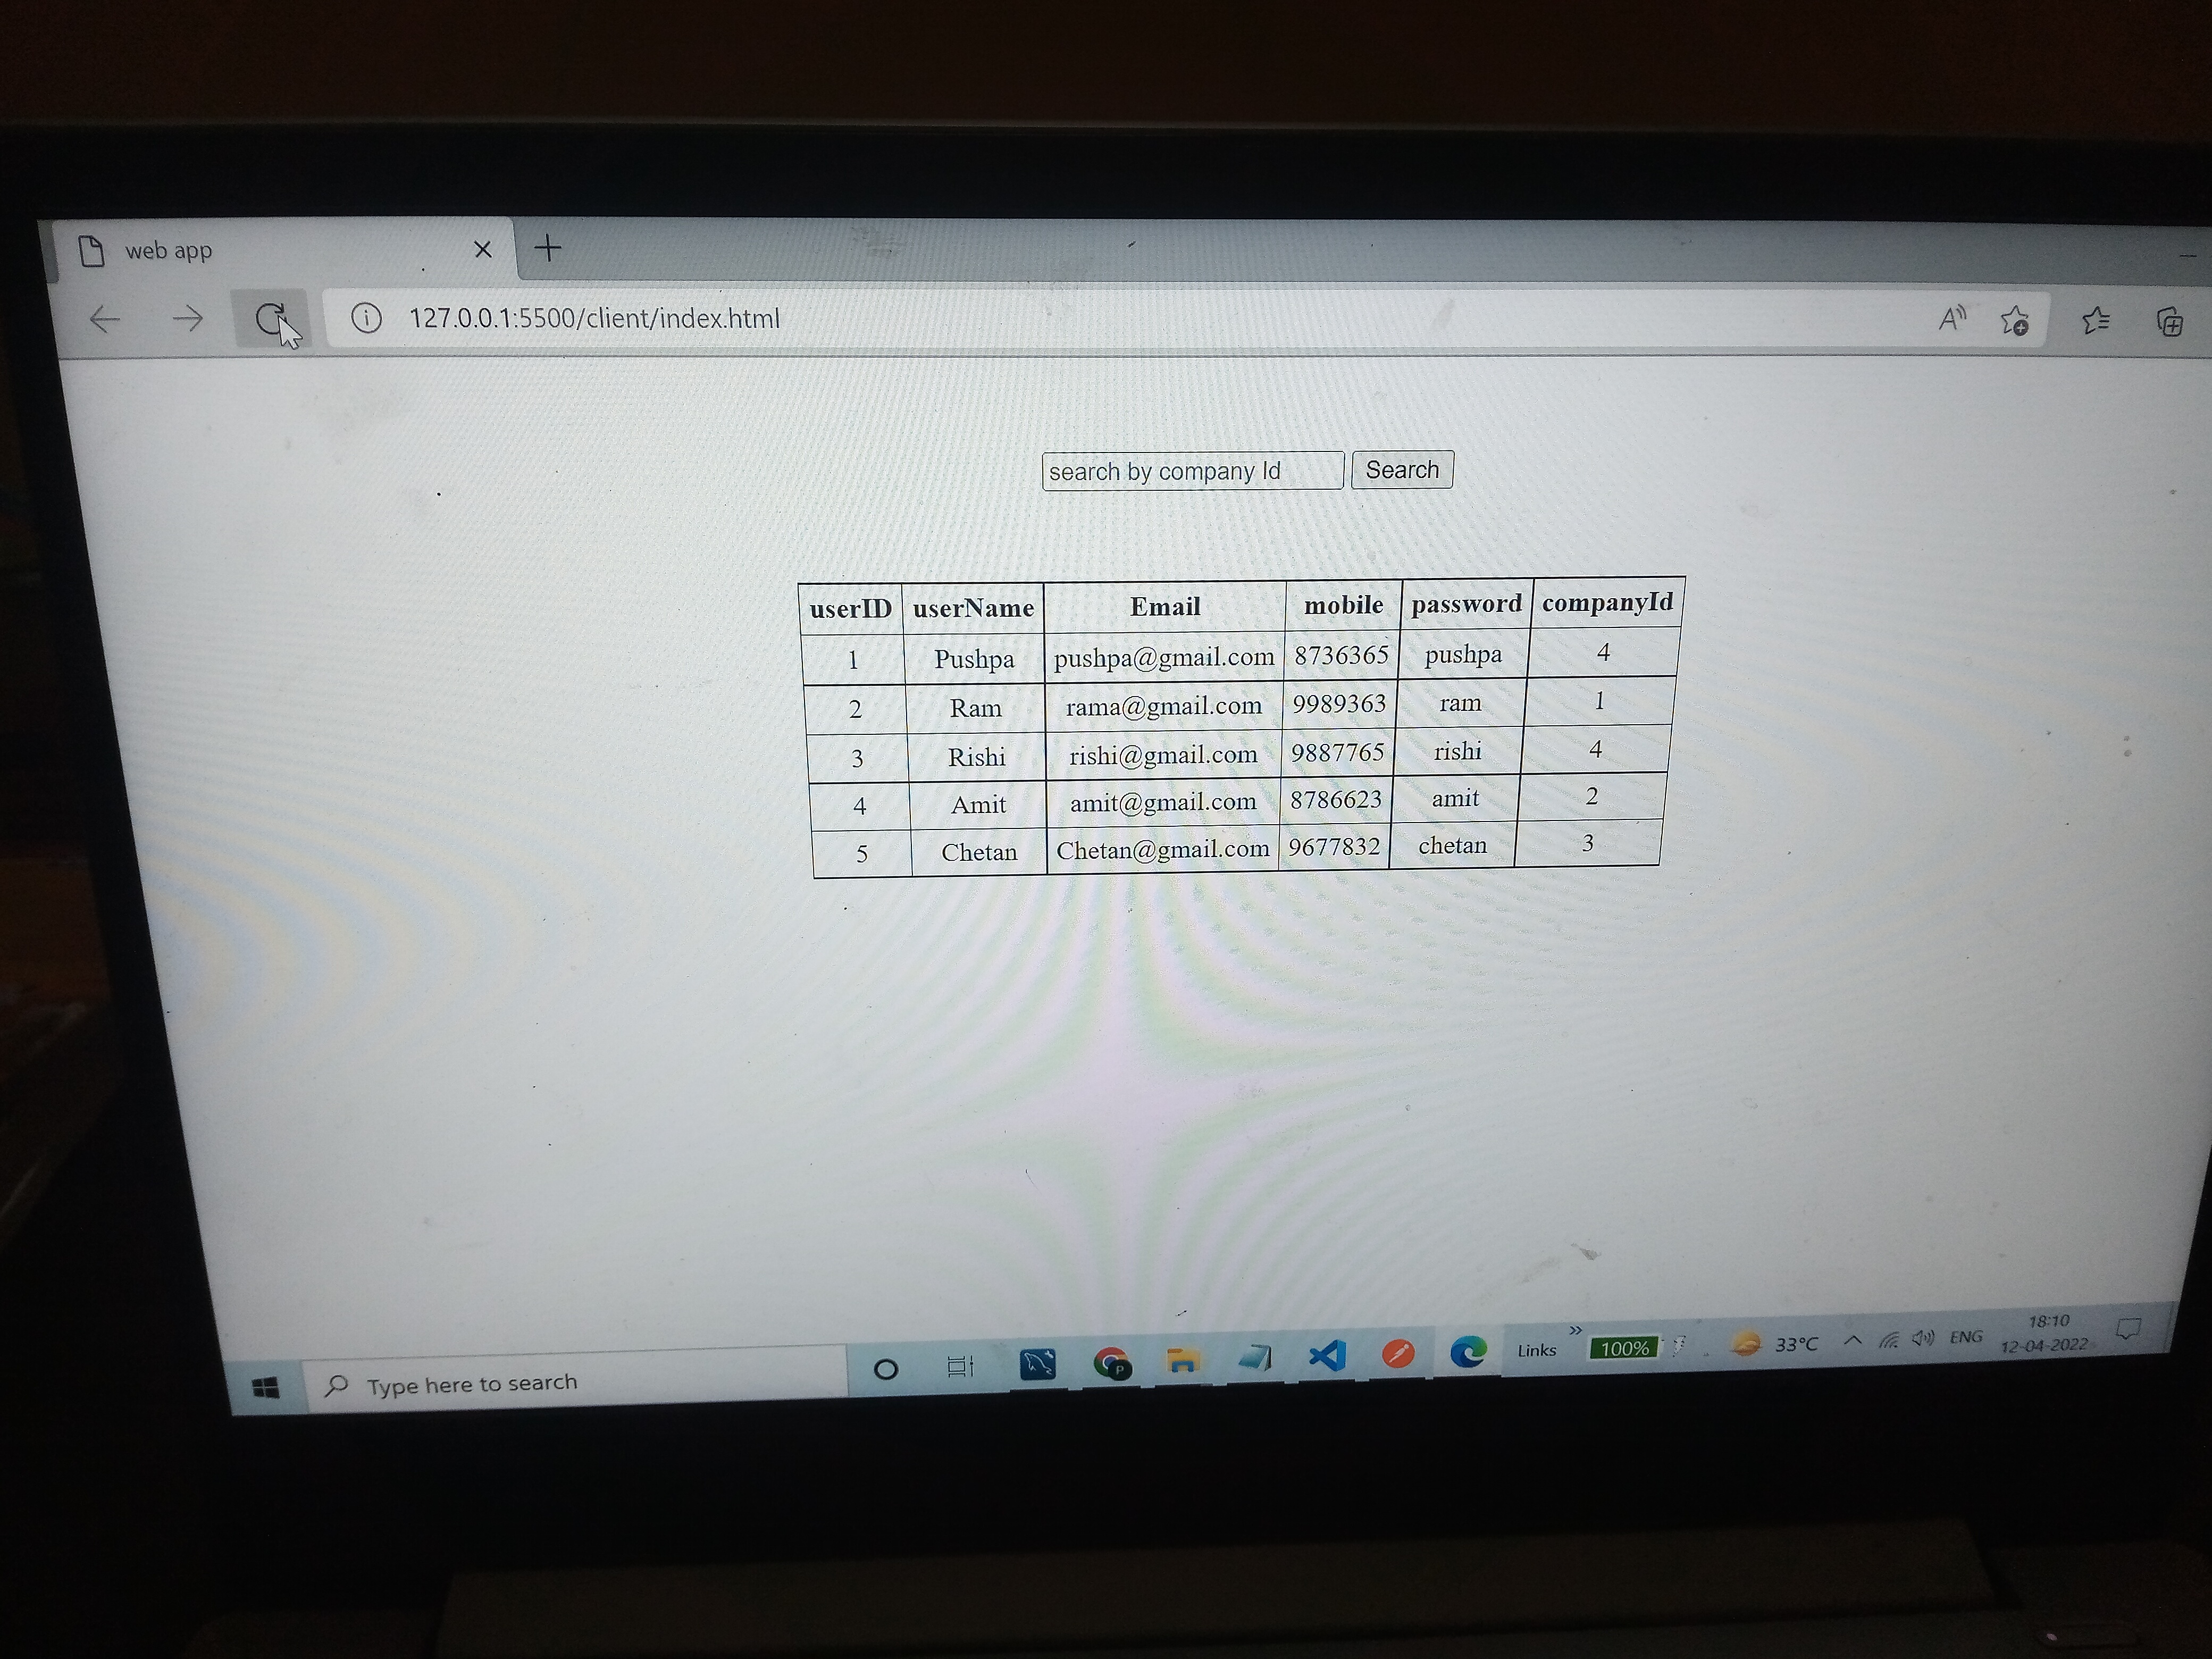 web app
127.0.0.1:5500/client/index.html
search by company Id Search
userID userName Email mobile password companyId
1 Pushpa pushpa@gmail.com 8736365 pushpa 4
2 Ram rama@gmail.com 9989363 ram 1
3 Rishi rishi@gmail.com 9887765 rishi 4
4 Amit amit@gmail.com 8786623 amit 2
5 Chetan Chetan@gmail.com 9677832 chetan 3
Type here to search P Links 100% 33°C ENG 18:10
12-04-2022